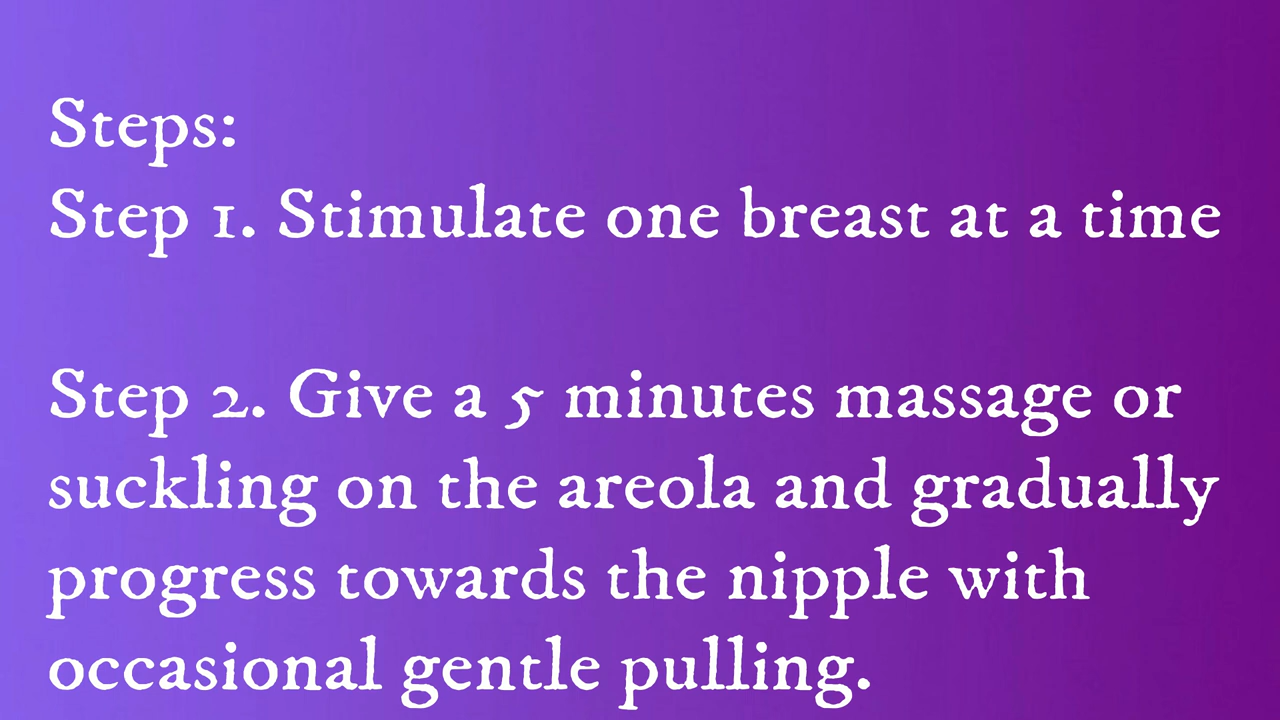 Steps:
Step 1. Stimulate one breast at a time
Step 2. Give a 5 minutes massage or
suckling on the areola and gradually
progress towards the nipple with
occasional gentle pulling.